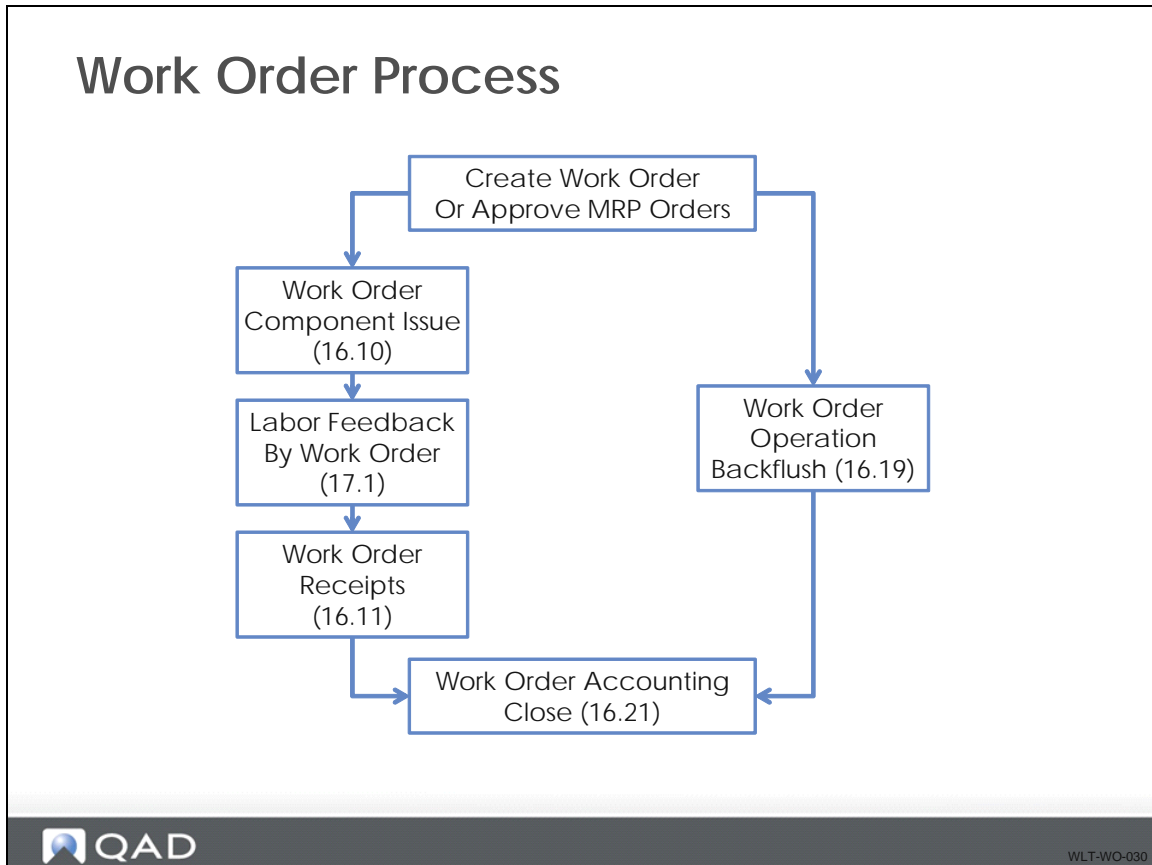 Work Order Process
Create Work Order
Or Approve MRP Orders
Work Order
Component Issue
(16.10)
Labor Feedback
By Work Order
(17.1)
Work Order
Receipts
(16.11)
Work Order
Operation
Backflush (16.19)
Work Order Accounting
Close (16.21)
QAD
WLT-WO-030